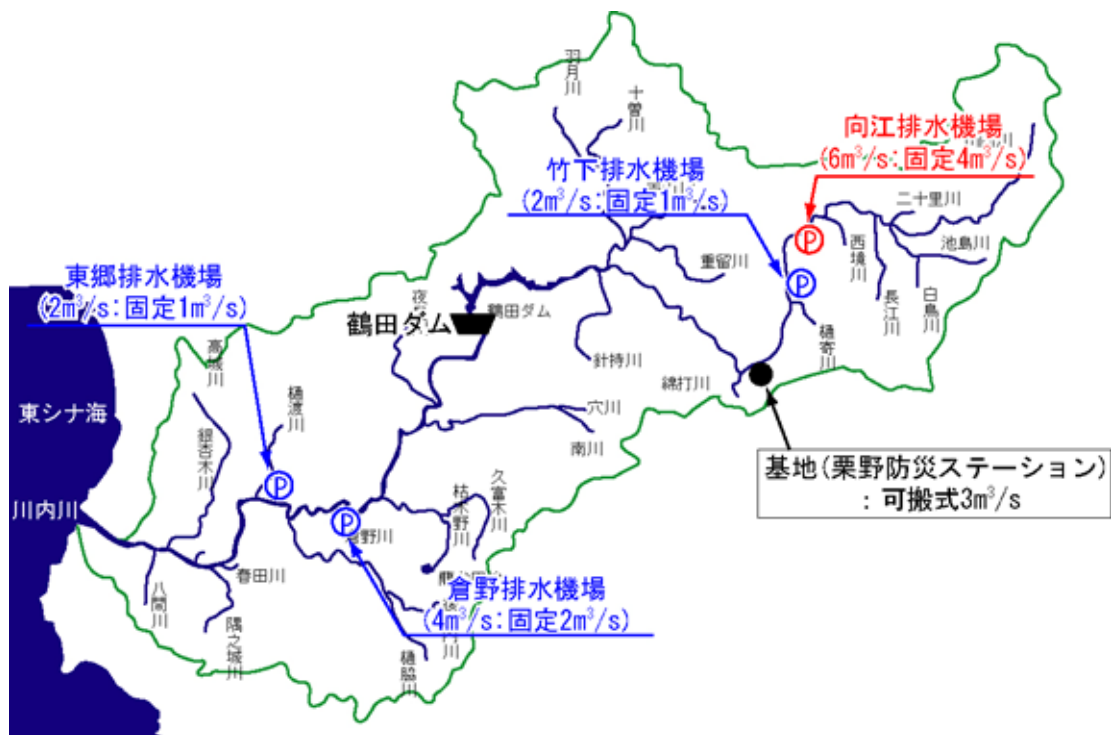 羽月川
十曽川
向江排水機場
(6m³/s:固定4m³/s)
竹下排水機場
(2m³/s:固定1m³/s)
二十里川
西境川
池島川
長江川
白鳥川
重留川
東郷排水機場
(2m³/s:固定1m³/s)
鶴田ダム
鶴田ダム
樋寄川
針持川
綿打川
高城川
東シナ海
樋渡川
銀杏木川
穴川
南川
基地(栗野防災ステーション)
:可搬式3m³/s
久富木川
枯木野川
川内川
倉野川
春田川
八間川
隅之城川
倉野排水機場
(4m³/s:固定2m³/s)
樋脇川